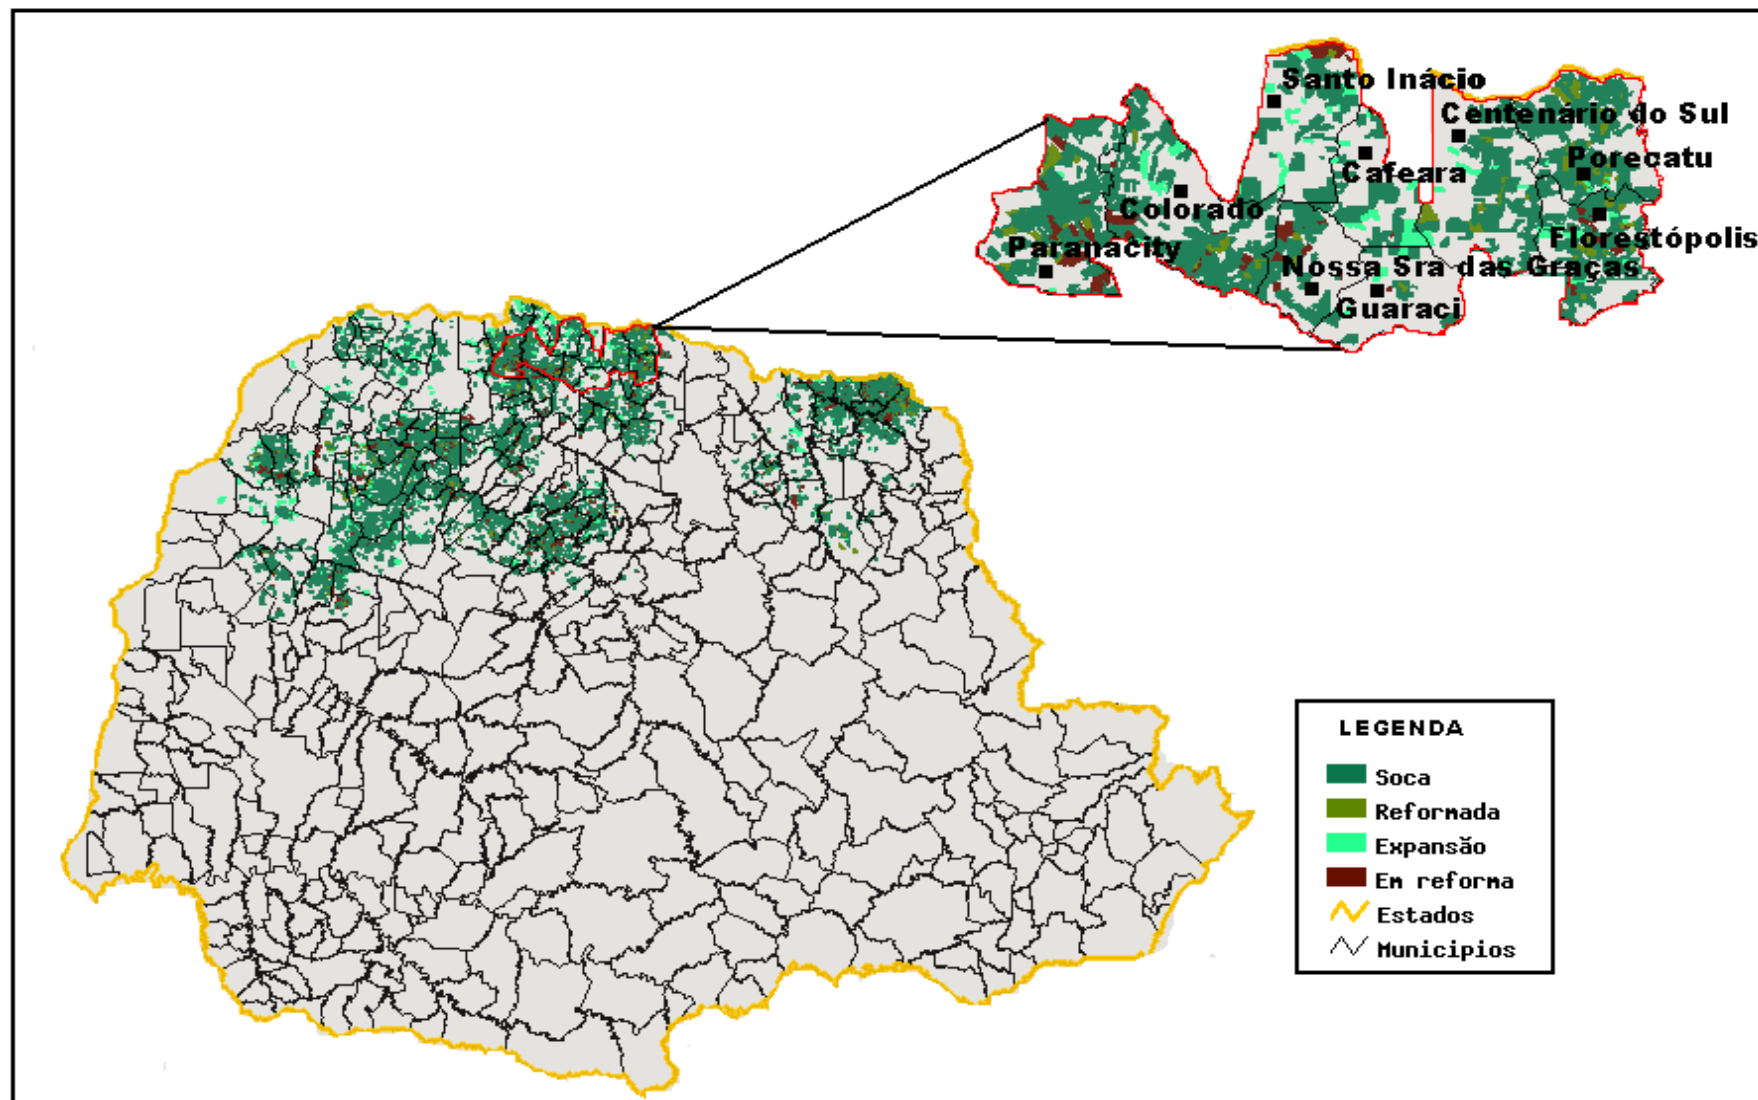 Santo Inácio
Centenário do Sul
Porecatu
Cafeara
Colorado
Florestópolis
Paranacity
Nossa Sra das Graças
Guaraci
LEGENDA
Soca
Reformada
Expansão
Em reforma
Estados
Municipios